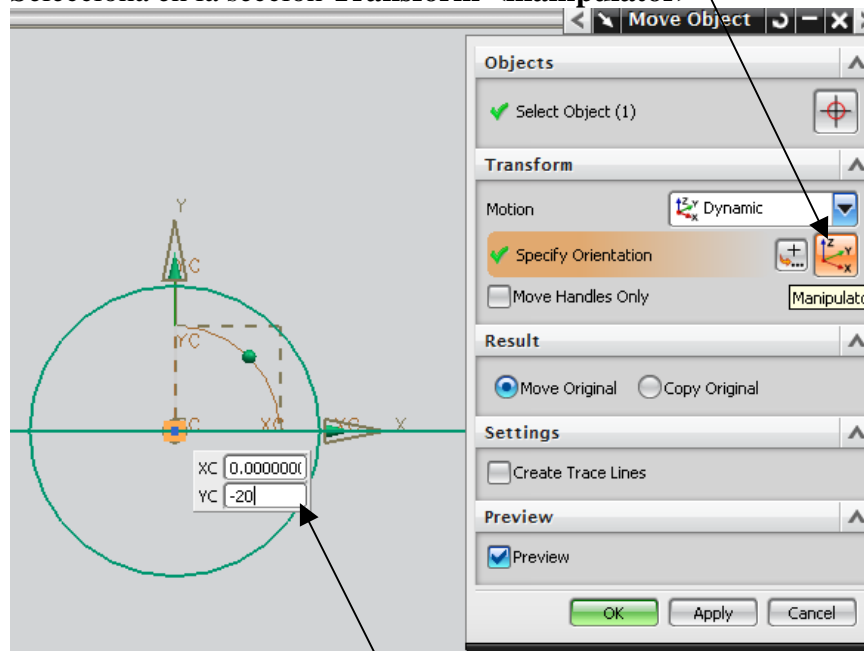 Selecciona en la sección Transform <manipulator>
Move Object
Objects
Select Object (1)
Transform
Motion
Dynamic
Specify Orientation
Move Handles Only
Manipulato
Result
Move Original
Copy Original
Settings
Create Trace Lines
Preview
Preview
OK
Apply
Cancel
Y
YC
XC
X
XC 0.0000000
YC -20